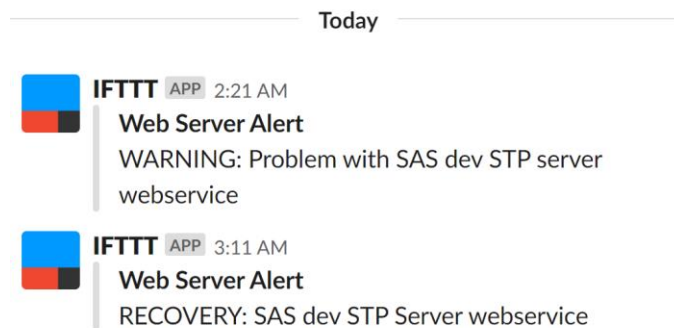 Today
IFTTT APP 2:21 AM
Web Server Alert
WARNING: Problem with SAS dev STP server
webservice
IFTTT APP 3:11 AM
Web Server Alert
RECOVERY: SAS dev STP Server webservice